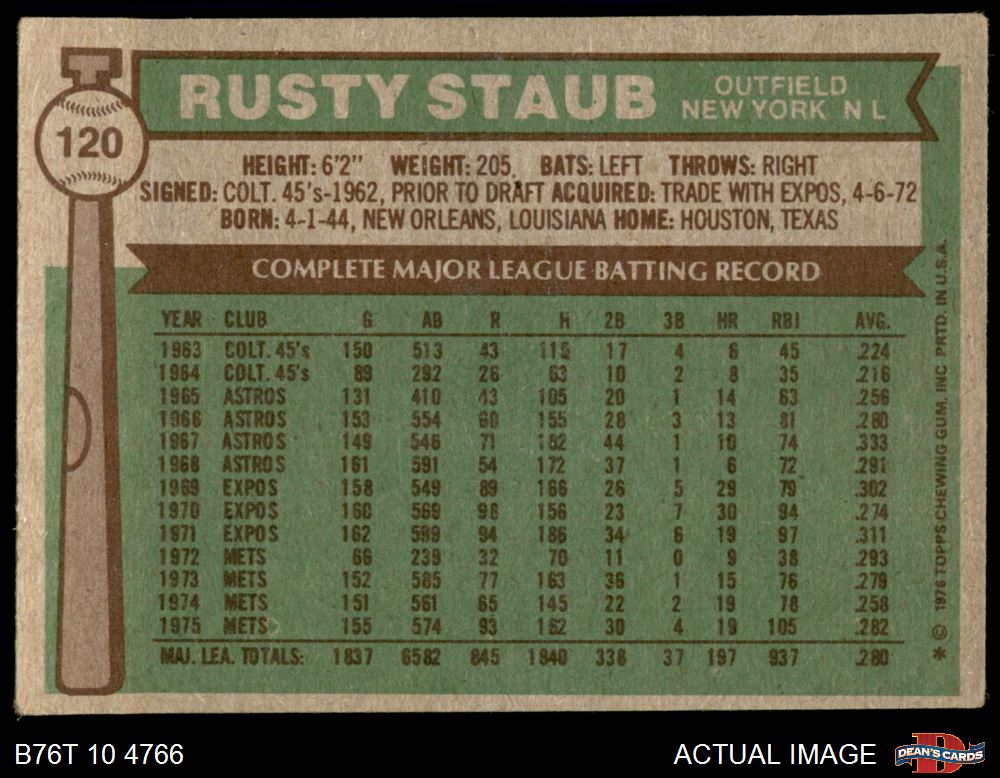 120
RUSTY STAUB OUTFIELD
NEW YORK N L
HEIGHT: 6'2" WEIGHT: 205 BATS: LEFT THROWS: RIGHT
SIGNED: COLT. 45's-1962, PRIOR TO DRAFT ACQUIRED: TRADE WITH EXPOS, 4-6-72
BORN: 4-1-44, NEW ORLEANS, LOUISIANA HOME: HOUSTON, TEXAS
COMPLETE MAJOR LEAGUE BATTING RECORD
YEAR CLUB G AB R H 2B 3B HR RBI AVG.
1963 COLT. 45's 150 513 43 115 17 4 6 45 .224
1964 COLT. 45's 89 292 26 63 10 2 8 35 .216
1965 ASTROS 131 410 43 105 20 1 14 63 .256
1966 ASTROS 153 554 60 155 28 3 13 81 .280
1967 ASTROS 149 546 71 182 44 1 10 74 .333
1968 ASTROS 161 591 54 172 37 1 6 72 .291
1969 EXPOS 158 549 89 166 26 5 29 79 .302
1970 EXPOS 160 569 98 156 23 7 30 94 .274
1971 EXPOS 162 599 94 186 34 6 19 97 .311
1972 METS 66 239 32 70 11 0 9 38 .293
1973 METS 152 585 77 163 36 1 15 76 .279
1974 METS 151 561 65 145 22 2 19 78 .258
1975 METS 155 574 93 162 30 4 19 105 .282
MAJ. LEA. TOTALS: 1837 6582 845 1840 338 37 197 937 .280
* © 1976 TOPPS CHEWING GUM, INC PRTD. IN U.S.A.
B76T 10 4766 ACTUAL IMAGE DEAN'S CARDS